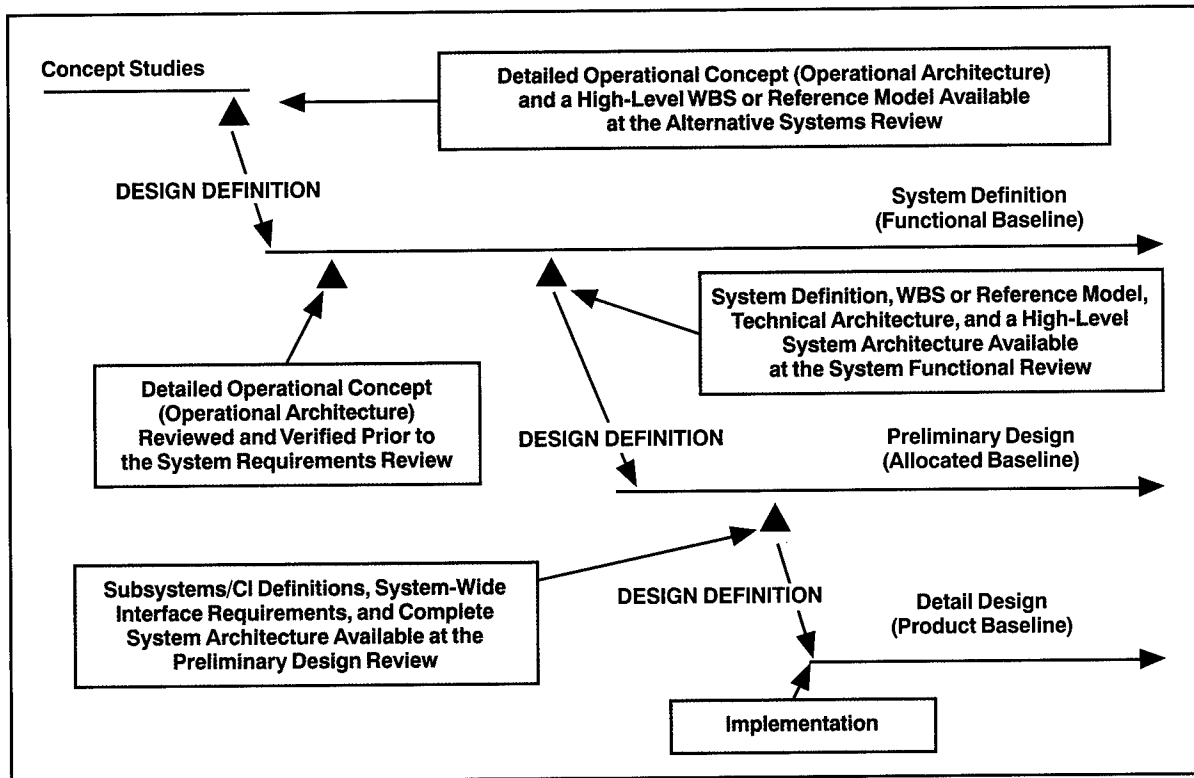 Concept Studies
Detailed Operational Concept (Operational Architecture)
and a High-Level WBS or Reference Model Available
at the Alternative Systems Review
DESIGN DEFINITION
System Definition
(Functional Baseline)
System Definition, WBS or Reference Model,
Technical Architecture, and a High-Level
System Architecture Available
at the System Functional Review
Detailed Operational Concept
(Operational Architecture)
Reviewed and Verified Prior to
the System Requirements Review
DESIGN DEFINITION
Preliminary Design
(Allocated Baseline)
Subsystems/CI Definitions, System-Wide
Interface Requirements, and Complete
System Architecture Available at the
Preliminary Design Review
DESIGN DEFINITION
Detail Design
(Product Baseline)
Implementation